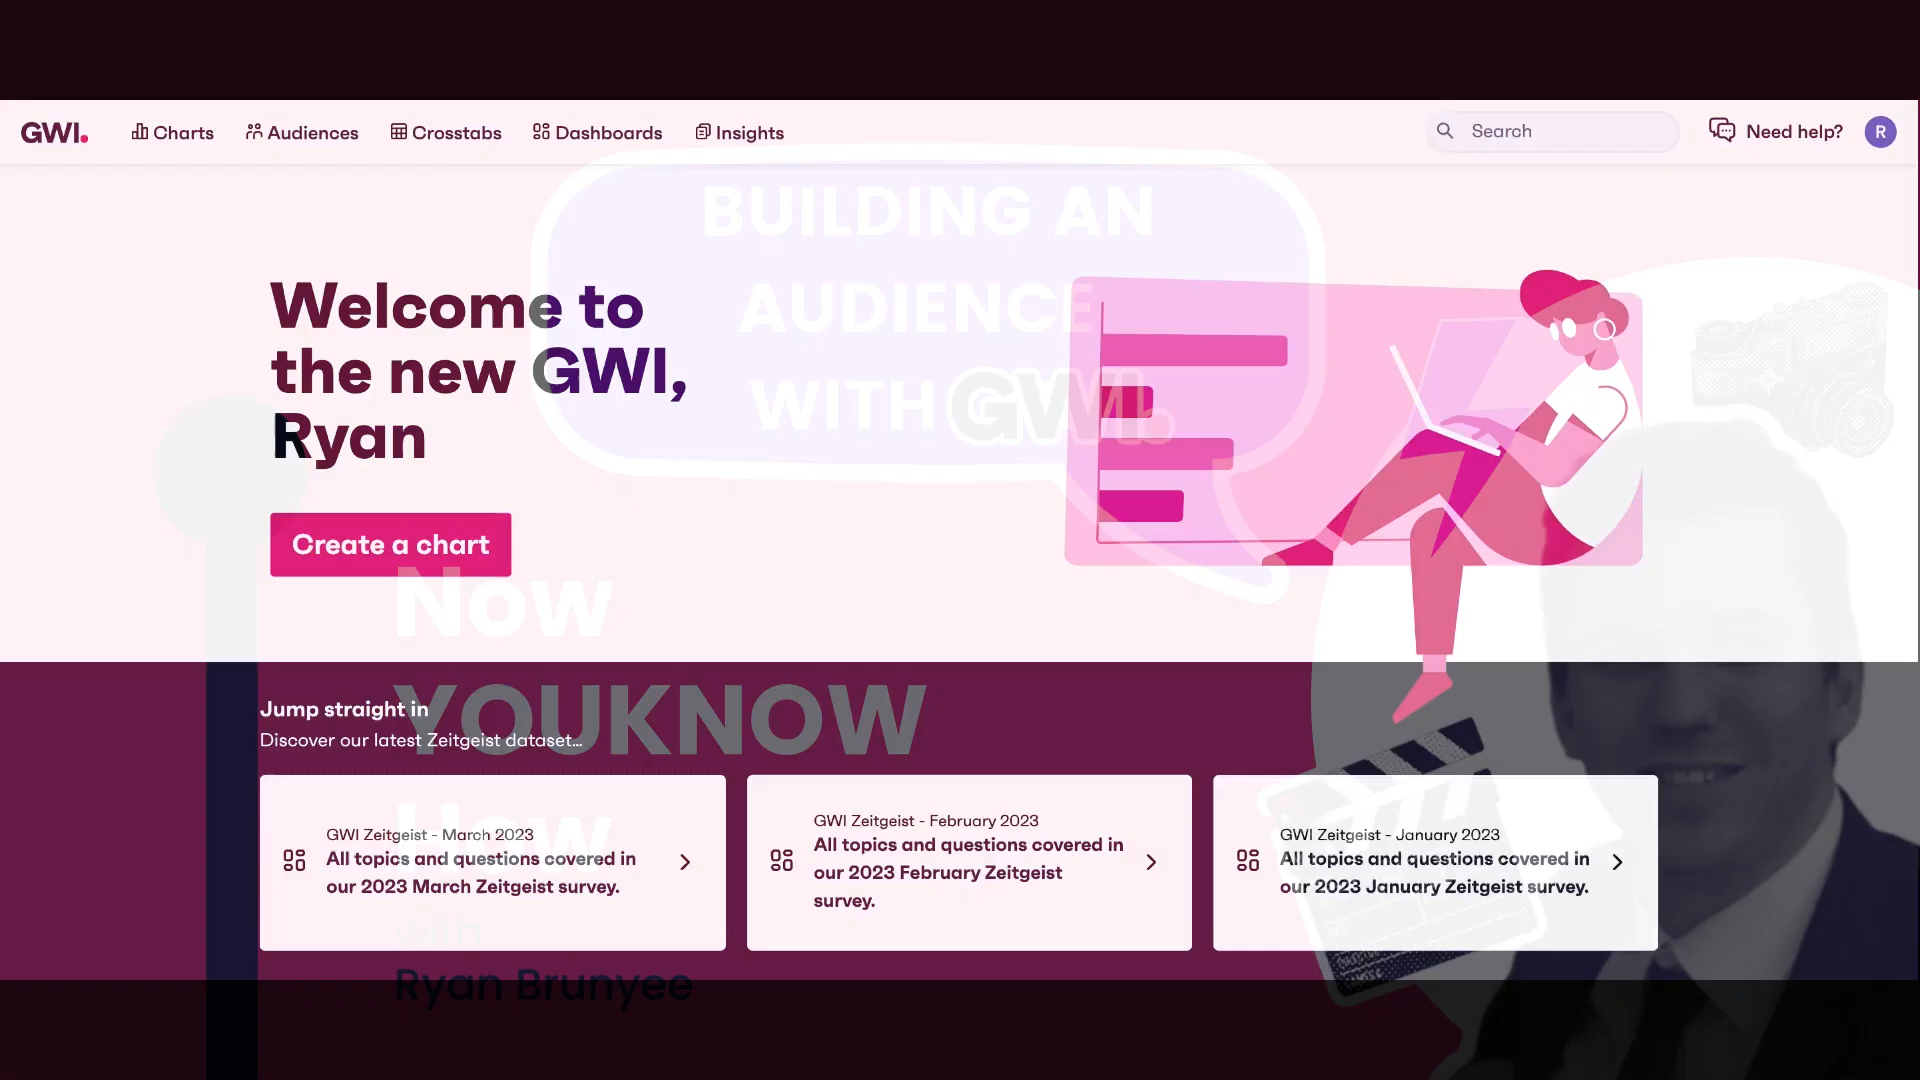 GWI.
Charts
Audiences
Crosstabs
Dashboards
Insights
Search
Need help?
R
BUILDING AN
AUDIENCE
WITH GWI.
Welcome to
the new GWI,
Ryan
Create a chart
Now
YOUKNOW
How
with
Ryan Brunyee
Jump straight in
Discover our latest Zeitgeist dataset...
GWI Zeitgeist - March 2023
All topics and questions covered in
our 2023 March Zeitgeist survey.
GWI Zeitgeist - February 2023
All topics and questions covered in
our 2023 February Zeitgeist
survey.
GWI Zeitgeist - January 2023
All topics and questions covered in
our 2023 January Zeitgeist survey.